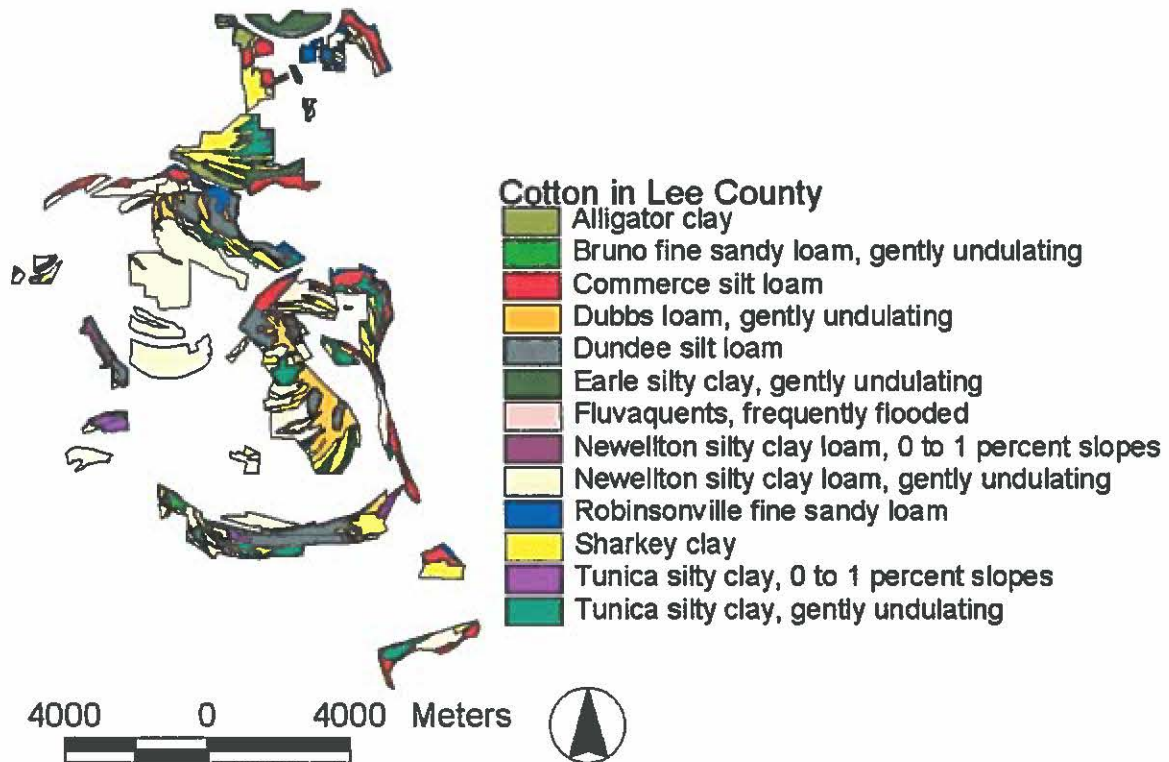 Cotton in Lee County
Alligator clay
Bruno fine sandy loam, gently undulating
Commerce silt loam
Dubbs loam, gently undulating
Dundee silt loam
Earle silty clay, gently undulating
Fluvaquents, frequently flooded
Newellton silty clay loam, 0 to 1 percent slopes
Newellton silty clay loam, gently undulating
Robinsonville fine sandy loam
Sharkey clay
Tunica silty clay, 0 to 1 percent slopes
Tunica silty clay, gently undulating
4000 0 4000 Meters